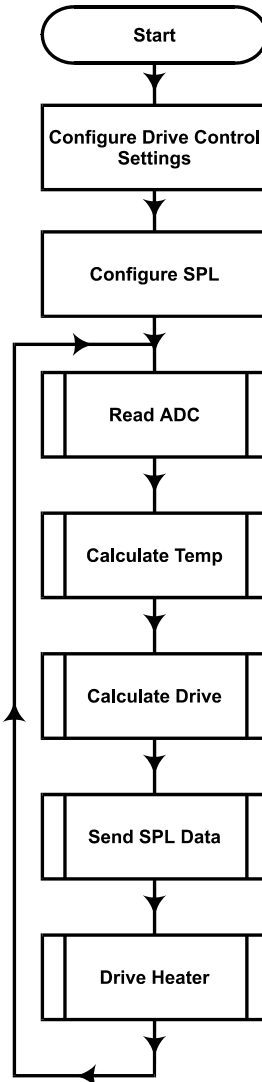 Start
Configure Drive Control
Settings
Configure SPL
Read ADC
Calculate Temp
Calculate Drive
Send SPL Data
Drive Heater